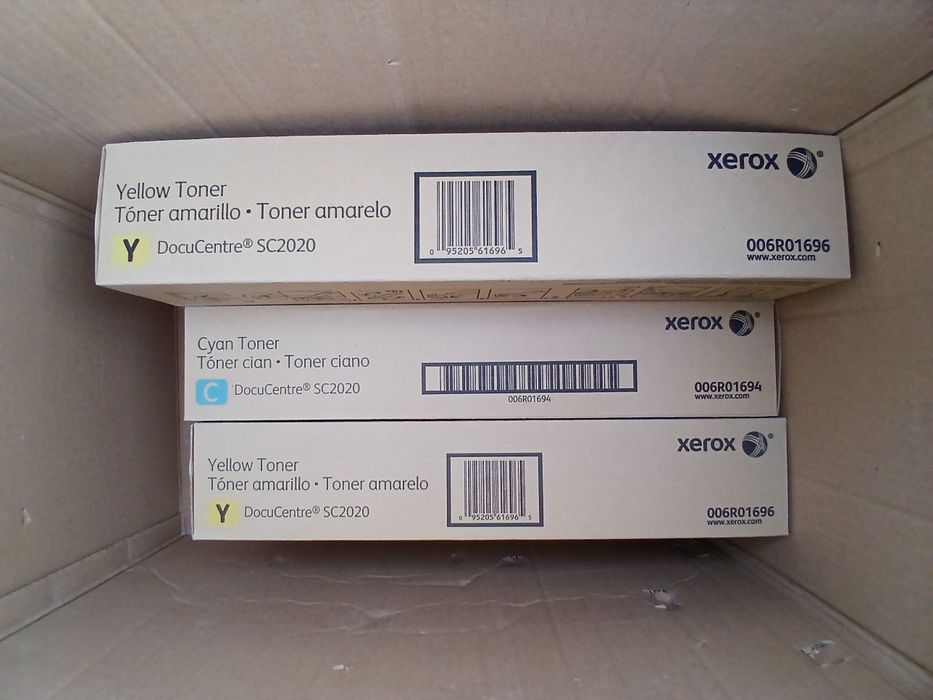 xerox®
Yellow Toner
Tóner amarillo • Toner amarelo
Y DocuCentre® SC2020
0 95205 61696 5
006R01696
www.xerox.com
xerox®
Cyan Toner
Tóner cian • Toner ciano
C DocuCentre® SC2020
006R01694
006R01694
www.xerox.com
xerox®
Yellow Toner
Tóner amarillo • Toner amarelo
Y DocuCentre® SC2020
0 95205 61696 5
006R01696
www.xerox.com